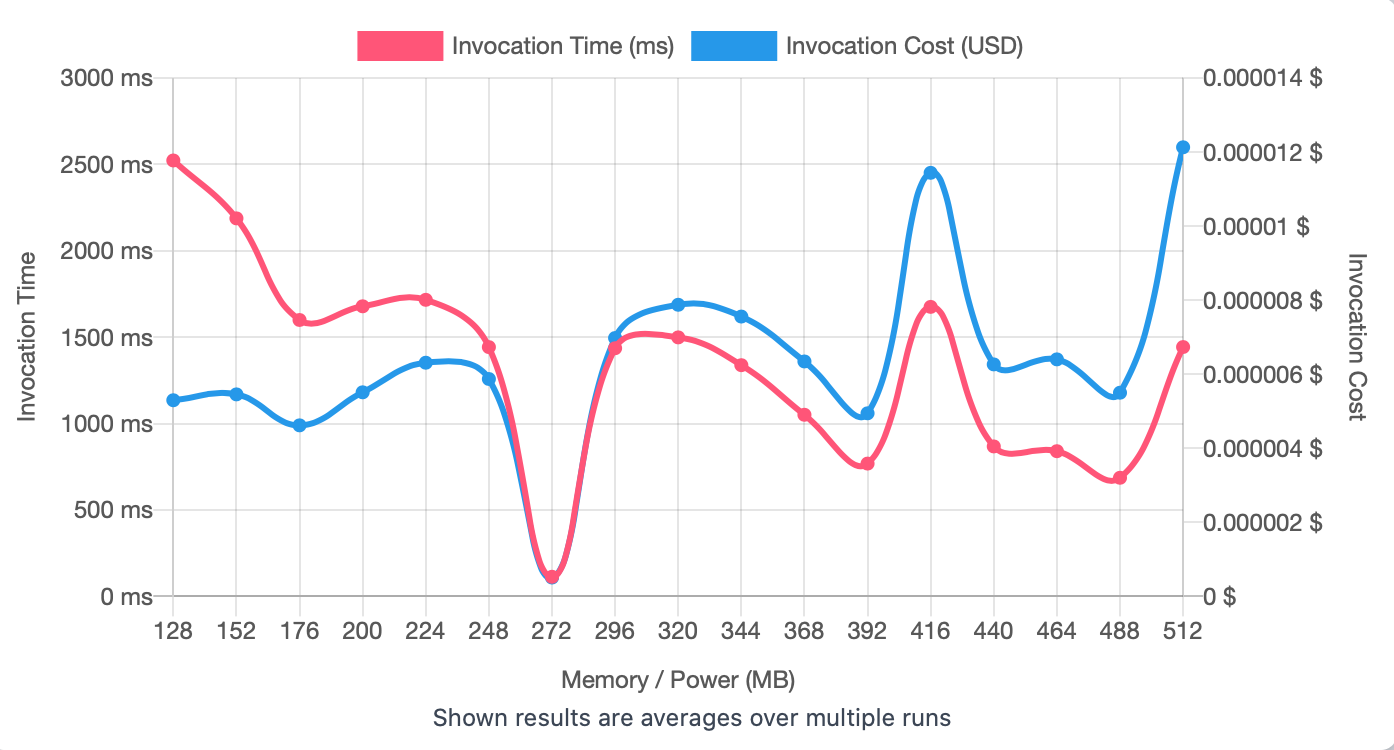 Invocation Time (ms) Invocation Cost (USD)
3000 ms 0.000014 $
2500 ms 0.000012 $
2000 ms 0.00001 $
1500 ms 0.000008 $
1000 ms 0.000006 $
500 ms 0.000004 $
0 ms 0.000002 $
0 $
Invocation Time
Invocation Cost
128 152 176 200 224 248 272 296 320 344 368 392 416 440 464 488 512
Memory / Power (MB)
Shown results are averages over multiple runs